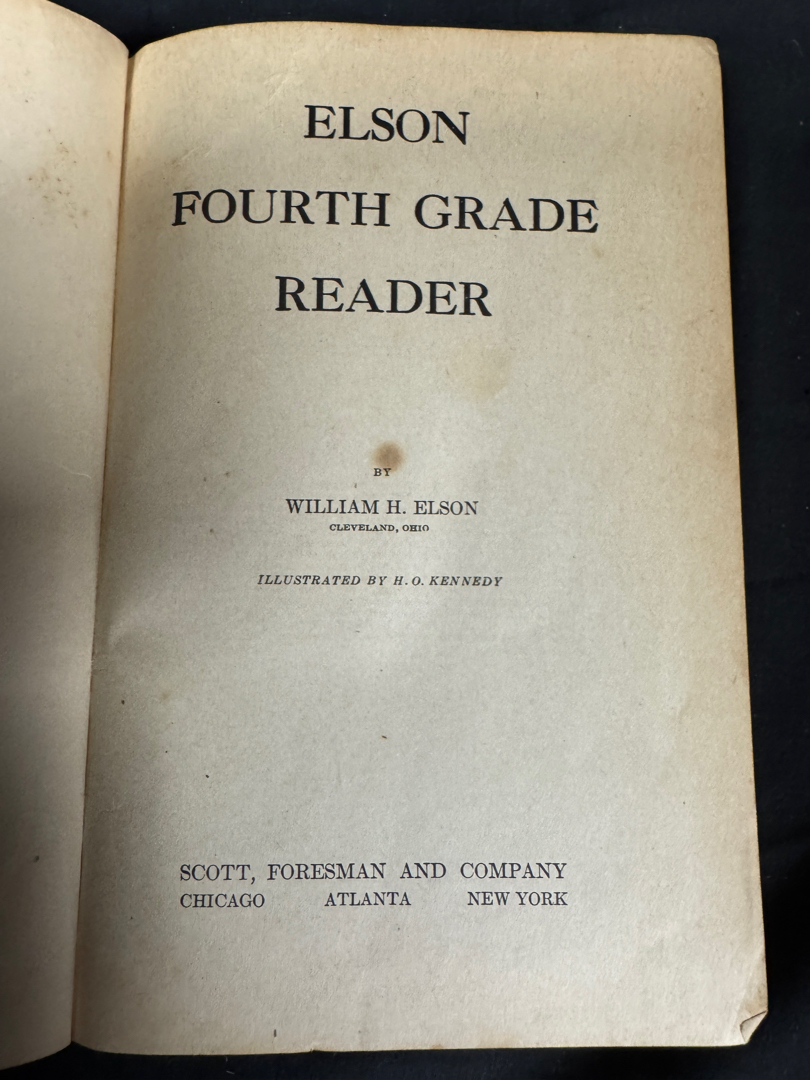 ELSON
FOURTH GRADE
READER
BY
WILLIAM H. ELSON
CLEVELAND, OHIO
ILLUSTRATED BY H. O. KENNEDY
SCOTT, FORESMAN AND COMPANY
CHICAGO ATLANTA NEW YORK